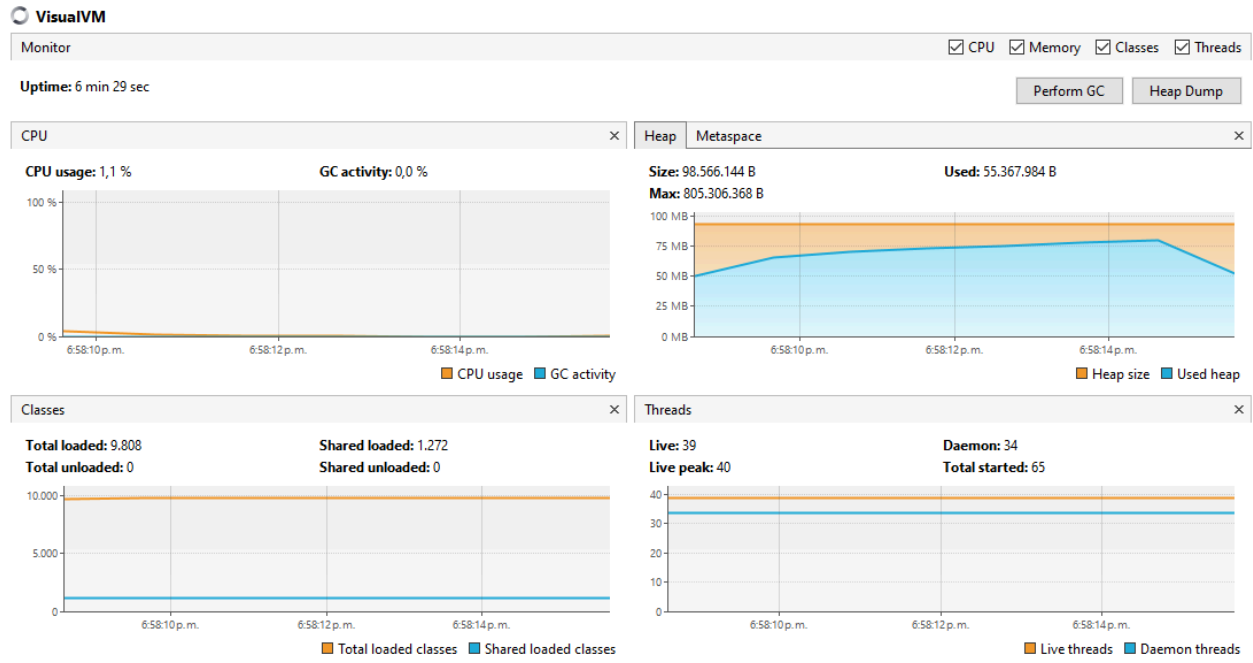 VisualVM
Monitor
CPU Memory Classes Threads
Uptime: 6 min 29 sec
Perform GC Heap Dump
CPU
CPU usage: 1,1 % GC activity: 0,0 %
100 %
50 %
0 %
6:58:10 p. m. 6:58:12 p. m. 6:58:14 p. m.
CPU usage GC activity
Heap Metaspace
Size: 98.566.144 B Used: 55.367.984 B
Max: 805.306.368 B
100 MB
75 MB
50 MB
25 MB
0 MB
6:58:10 p. m. 6:58:12 p. m. 6:58:14 p. m.
Heap size Used heap
Classes
Total loaded: 9.808 Shared loaded: 1.272
Total unloaded: 0 Shared unloaded: 0
10.000
5.000
0
6:58:10 p. m. 6:58:12 p. m. 6:58:14 p. m.
Total loaded classes Shared loaded classes
Threads
Live: 39 Daemon: 34
Live peak: 40 Total started: 65
40
30
20
10
0
6:58:10 p. m. 6:58:12 p. m. 6:58:14 p. m.
Live threads Daemon threads